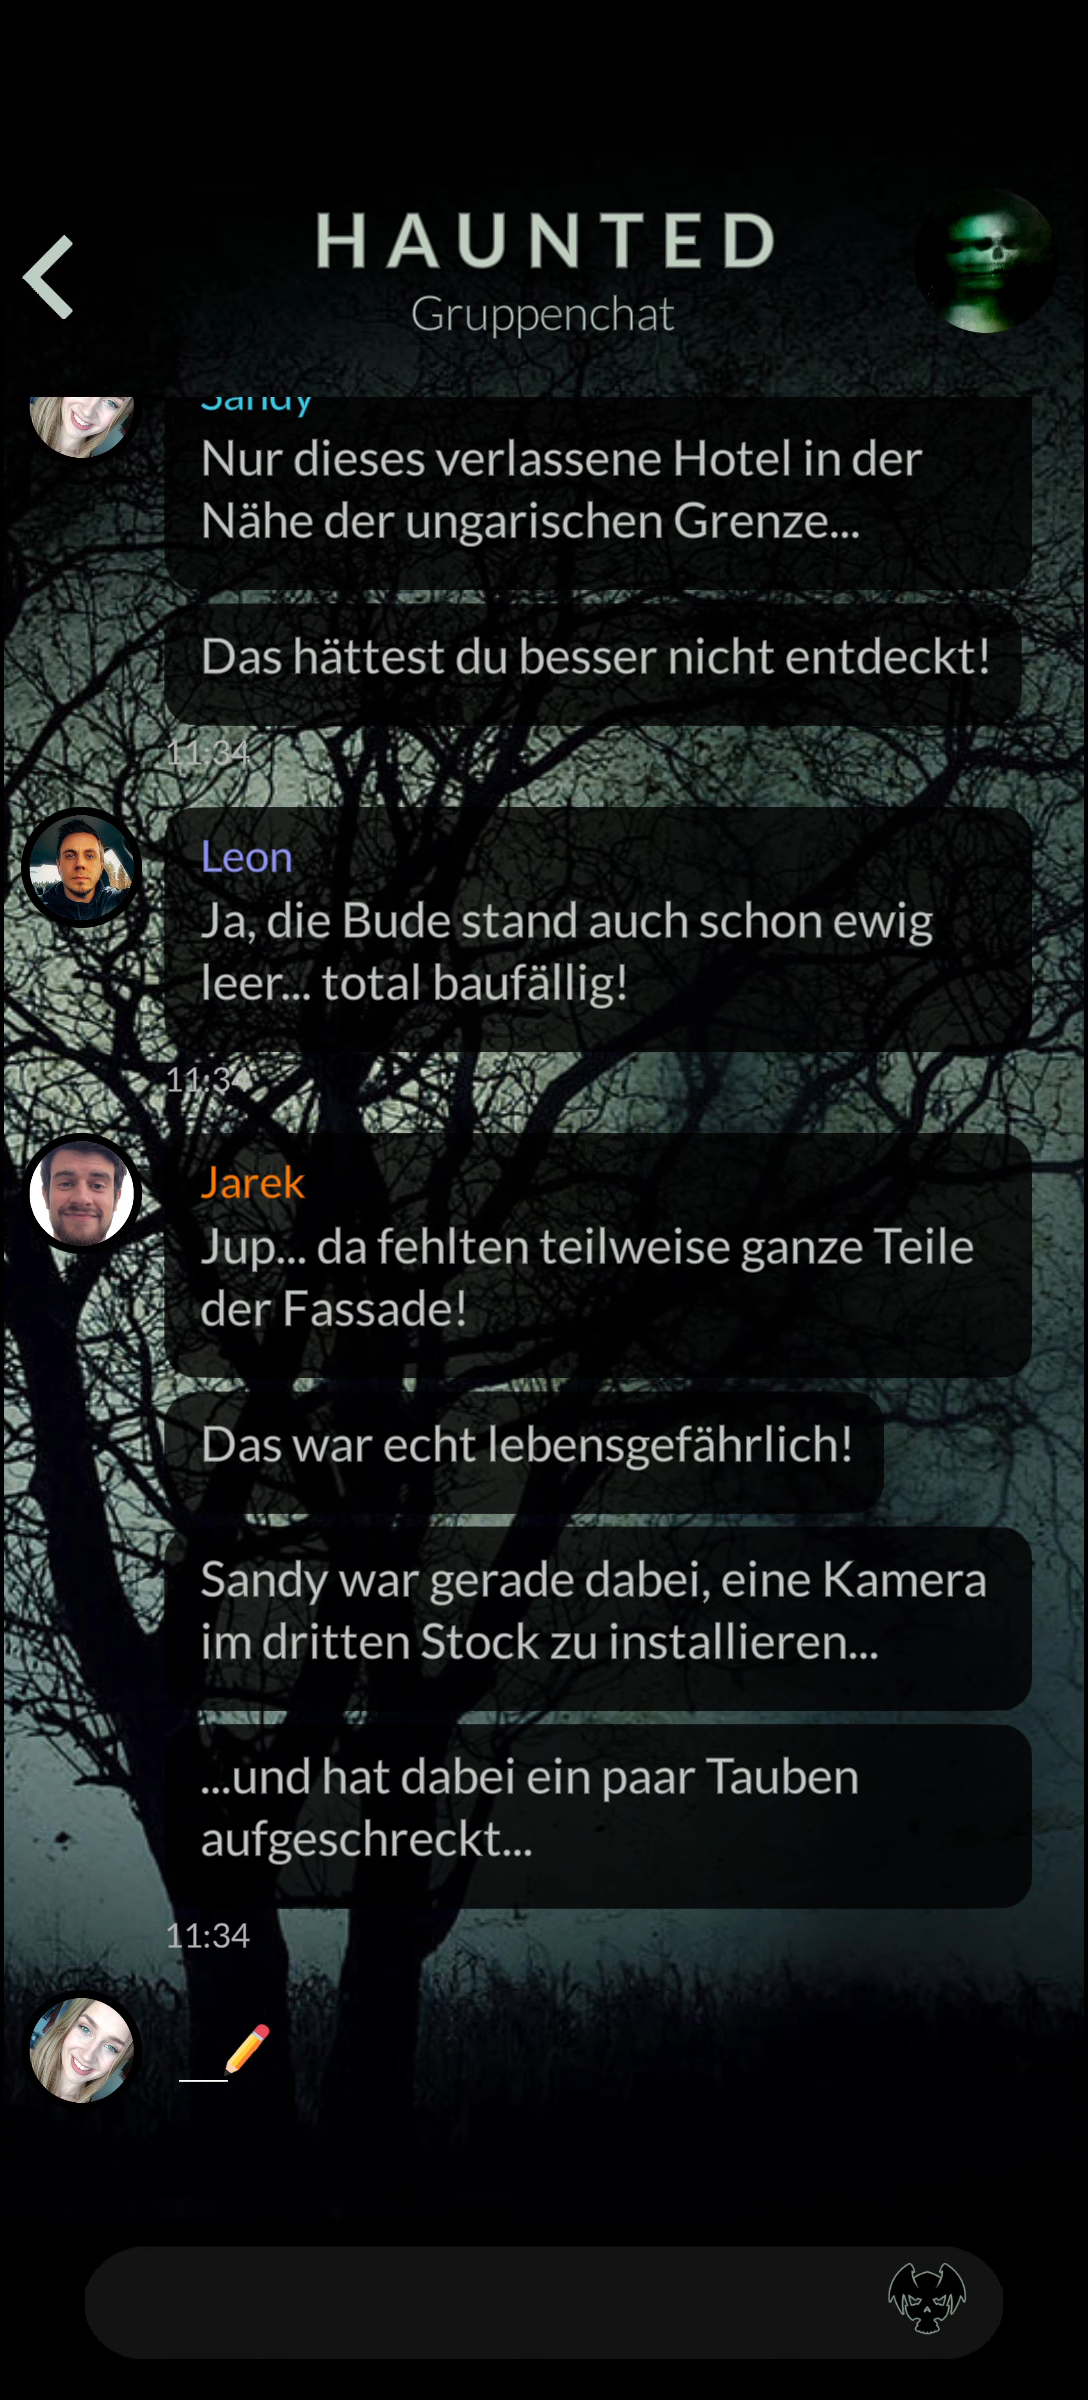 HAUNTED
Gruppenchat
Sandy
Nur dieses verlassene Hotel in der
Nähe der ungarischen Grenze...
Das hättest du besser nicht entdeckt!
11:34
Leon
Ja, die Bude stand auch schon ewig
leer... total baufällig!
11:34
Jarek
Jup... da fehlten teilweise ganze Teile
der Fassade!
Das war echt lebensgefährlich!
Sandy war gerade dabei, eine Kamera
im dritten Stock zu installieren...
...und hat dabei ein paar Tauben
aufgeschreckt...
11:34